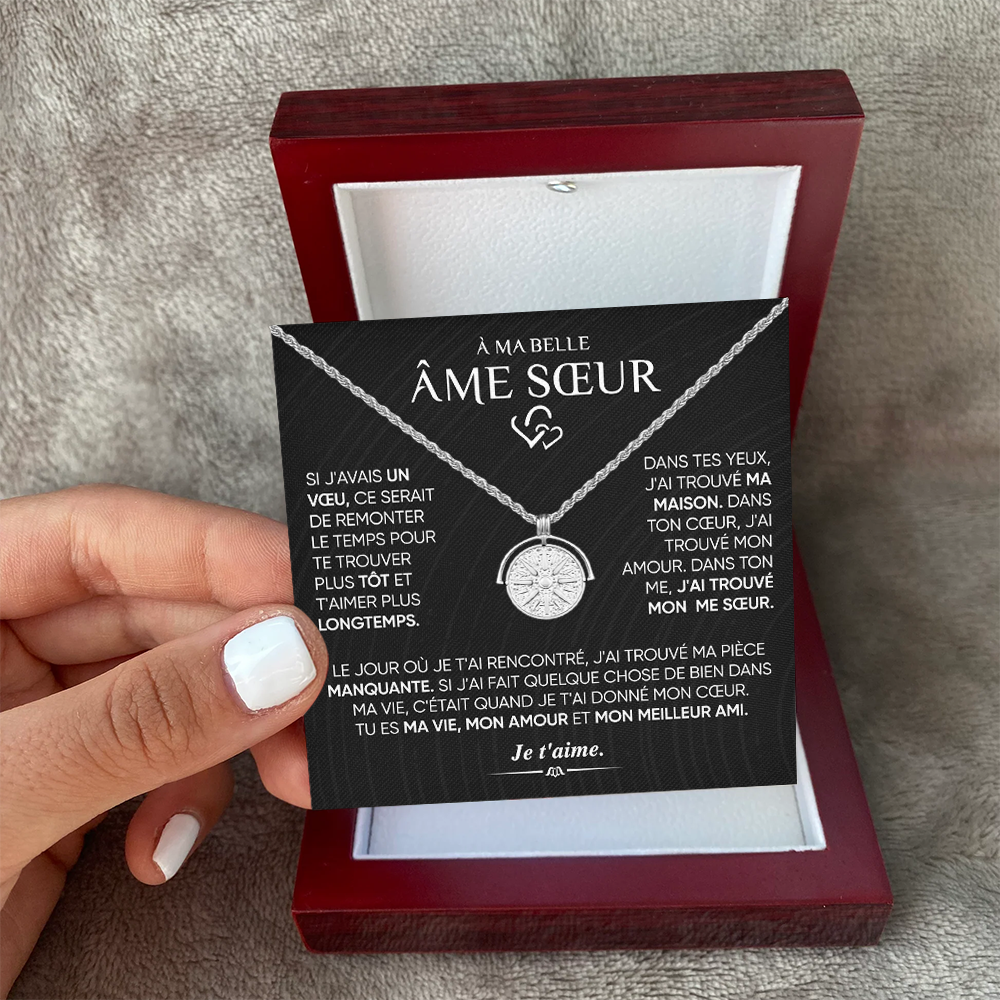 À MA BELLE
ÂME SŒUR
SI J'AVAIS UN
VŒU, CE SERAIT
DE REMONTER
LE TEMPS POUR
TE TROUVER
PLUS TÔT ET
T'AIMER PLUS
LONGTEMPS.
DANS TES YEUX,
J'AI TROUVÉ MA
MAISON. DANS
TON CŒUR, J'AI
TROUVÉ MON
AMOUR. DANS TON
ME, J'AI TROUVÉ
MON ME SŒUR.
LE JOUR OÙ JE T'AI RENCONTRÉ, J'AI TROUVÉ MA PIÈCE
MANQUANTE. SI J'AI FAIT QUELQUE CHOSE DE BIEN DANS
MA VIE, C'ÉTAIT QUAND JE T'AI DONNÉ MON CŒUR.
TU ES MA VIE, MON AMOUR ET MON MEILLEUR AMI.
Je t'aime.